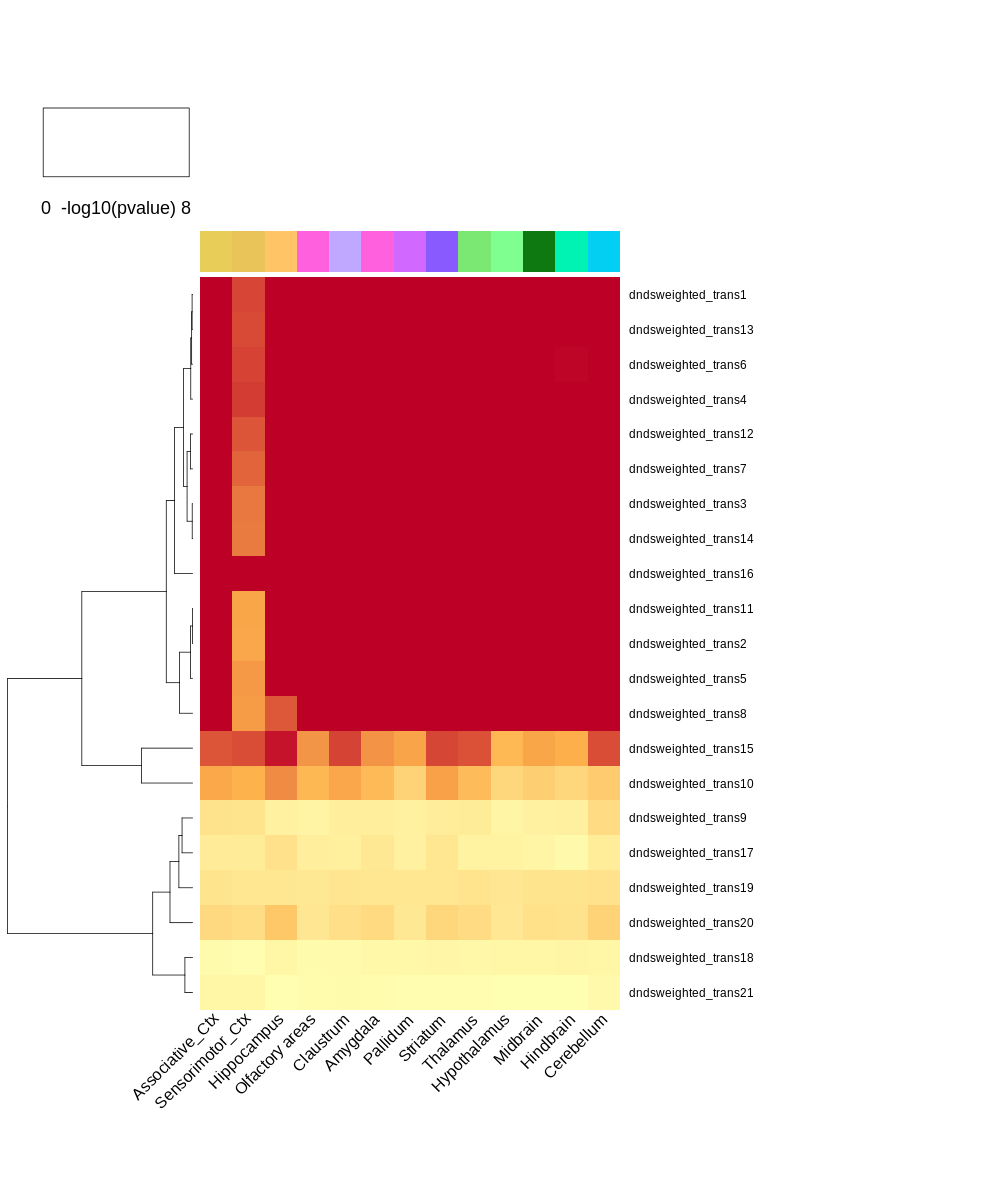 0 -log10(pvalue) 8
dndsweighted_trans1
dndsweighted_trans13
dndsweighted_trans6
dndsweighted_trans4
dndsweighted_trans12
dndsweighted_trans7
dndsweighted_trans3
dndsweighted_trans14
dndsweighted_trans16
dndsweighted_trans11
dndsweighted_trans2
dndsweighted_trans5
dndsweighted_trans8
dndsweighted_trans15
dndsweighted_trans10
dndsweighted_trans9
dndsweighted_trans17
dndsweighted_trans19
dndsweighted_trans20
dndsweighted_trans18
dndsweighted_trans21
Associative_Ctx
Sensorimotor_Ctx
Hippocampus
Olfactory areas
Claustrum
Amygdala
Pallidum
Striatum
Thalamus
Hypothalamus
Midbrain
Hindbrain
Cerebellum